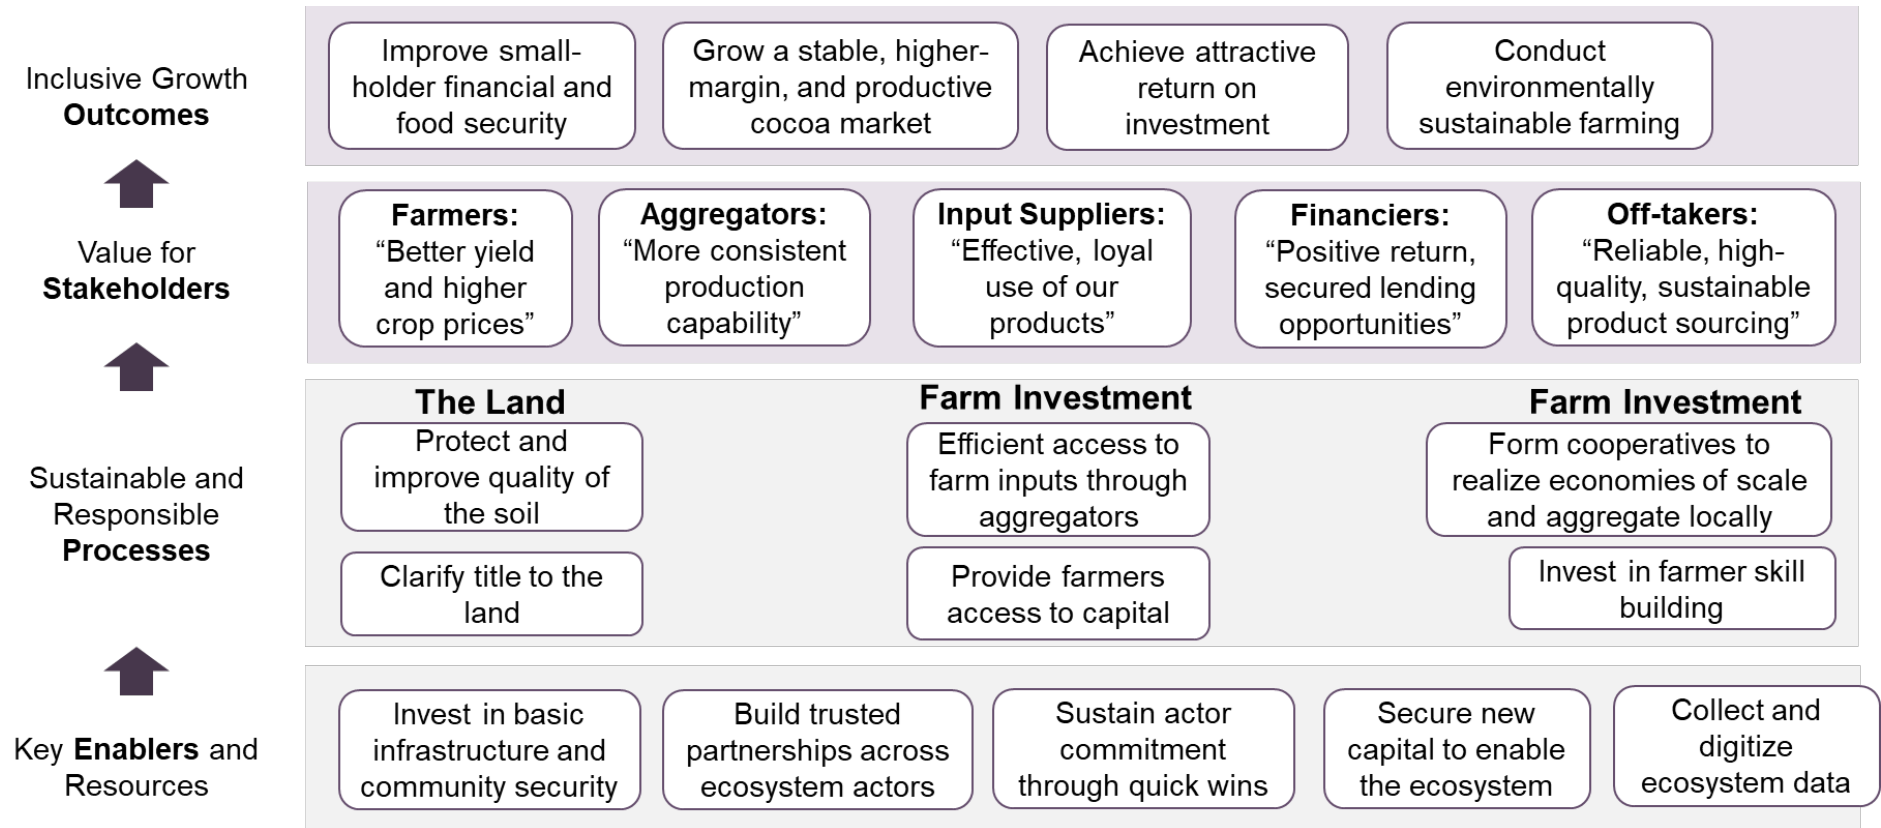 Inclusive Growth
Outcomes
Improve small-
holder financial and
food security
Grow a stable, higher-
margin, and productive
cocoa market
Achieve attractive
return on
investment
Conduct
environmentally
sustainable farming
Value for
Stakeholders
Farmers:
“Better yield
and higher
crop prices”
Aggregators:
“More consistent
production
capability”
Input Suppliers:
“Effective, loyal
use of our
products”
Financiers:
“Positive return,
secured lending
opportunities”
Off-takers:
“Reliable, high-
quality, sustainable
product sourcing”
Sustainable and
Responsible
Processes
The Land
Protect and
improve quality of
the soil
Clarify title to the
land
Farm Investment
Efficient access to
farm inputs through
aggregators
Provide farmers
access to capital
Farm Investment
Form cooperatives to
realize economies of scale
and aggregate locally
Invest in farmer skill
building
Key Enablers and
Resources
Invest in basic
infrastructure and
community security
Build trusted
partnerships across
ecosystem actors
Sustain actor
commitment
through quick wins
Secure new
capital to enable
the ecosystem
Collect and
digitize
ecosystem data